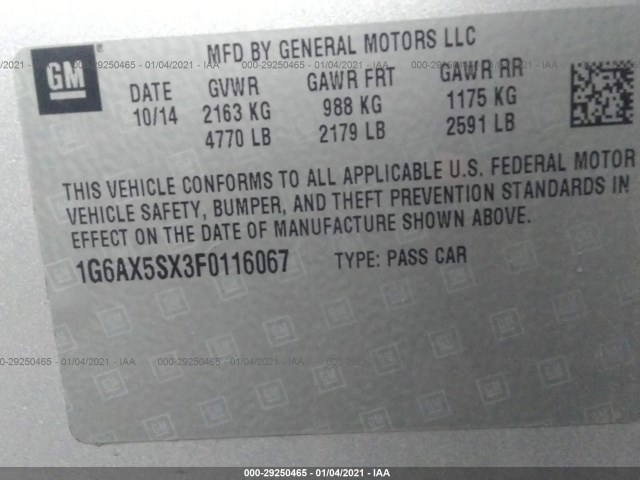 GM
MFD BY GENERAL MOTORS LLC
DATE GVWR GAWR FRT GAWR RR
10/14 2163 KG 988 KG 1175 KG
4770 LB 2179 LB 2591 LB
THIS VEHICLE CONFORMS TO ALL APPLICABLE U.S. FEDERAL MOTOR
VEHICLE SAFETY, BUMPER, AND THEFT PREVENTION STANDARDS IN
EFFECT ON THE DATE OF MANUFACTURE SHOWN ABOVE.
1G6AX5SX3F0116067 TYPE: PASS CAR
000-29250465 - 01/04/2021 - IAA